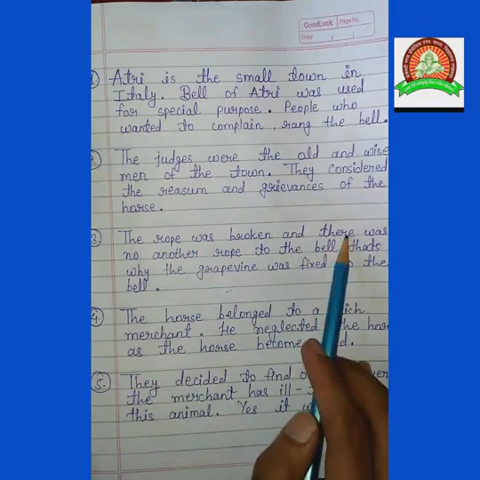 GoodLuck Page No.
Date
Atri is the small town in
Italy. Bell of Atri was used
for special purpose. People who
wanted to complain, rang the bell.
The judges were the old and wise
men of the town. They considered
the reasum and grievances of the
horse.
3 The rope was broken and there was
no another rope to the bell thats
why the grapevine was fixed to the
bell.
4. The horse belonged to a rich
merchant. He neglected the
as the horse become
5. They decided to find
the merchant has ill-
this animal. Yes it